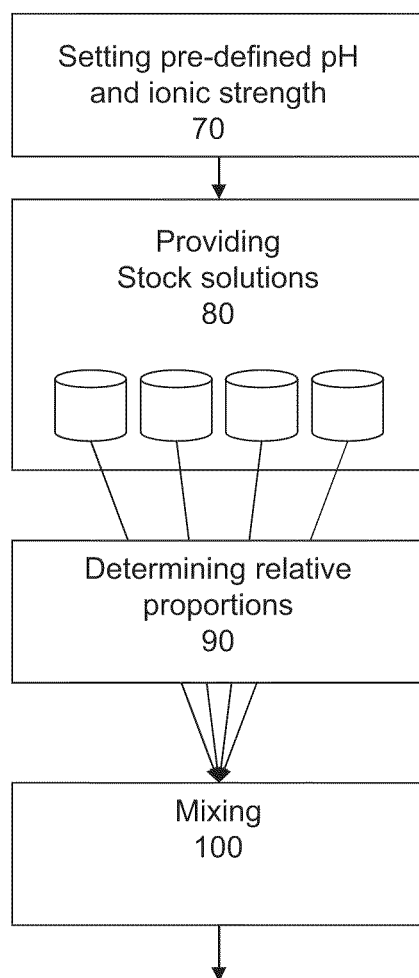 Setting pre-defined pH
and ionic strength
70
Providing
Stock solutions
80
Determining relative
proportions
90
Mixing
100